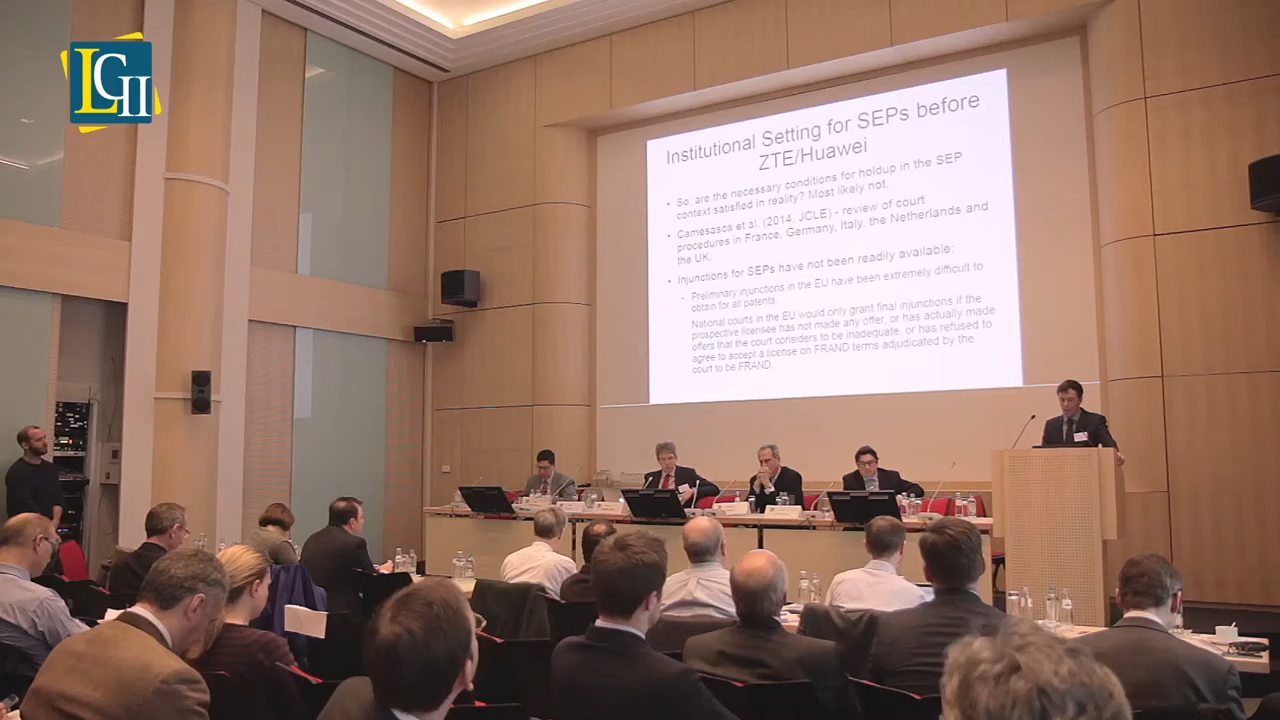 LCII
Institutional Setting for SEPs before
ZTE/Huawei
• So, are the necessary conditions for holdup in the SEP
context satisfied in reality? Most likely not.
• Camesasca et al. (2014, JCLE) - review of court
procedures in France, Germany, Italy, the Netherlands and
the UK.
• Injunctions for SEPs have not been readily available:
- Preliminary injunctions in the EU have been extremely difficult to
obtain for all patents.
- National courts in the EU would only grant final injunctions if the
prospective licensee has not made any offer, or has actually made
offers that the court considers to be inadequate, or has refused to
agree to accept a license on FRAND terms adjudicated by the
court to be FRAND.